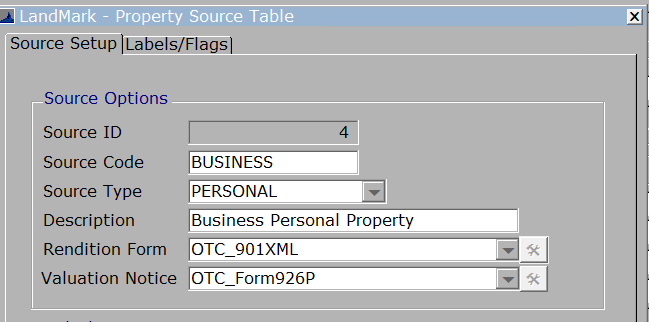 LandMark - Property Source Table
Source Setup Labels/Flags
Source Options
Source ID 4
Source Code BUSINESS
Source Type PERSONAL
Description Business Personal Property
Rendition Form OTC_901XML
Valuation Notice OTC_Form926P